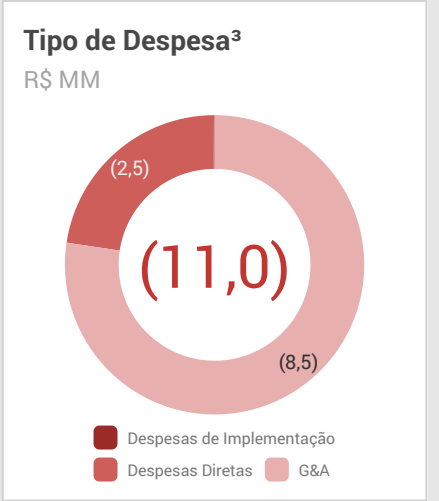 Tipo de Despesa³
R$ MM
(2,5)
(11,0)
(8,5)
Despesas de Implementação
Despesas Diretas G&A